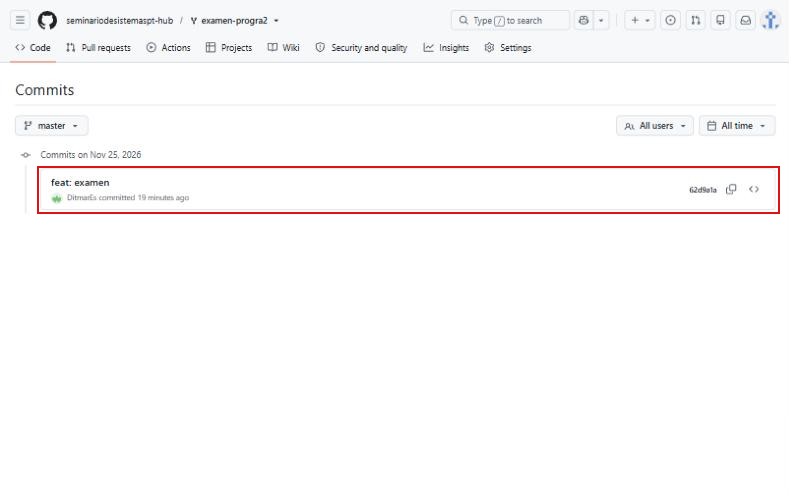 seminariodesistemaspt-hub / examen-progra2
Type / to search
Code Pull requests Actions Projects Wiki Security and quality Insights Settings
Commits
master All users All time
Commits on Nov 25, 2026
feat: examen
DitmarEs committed 19 minutes ago
62d9a1a